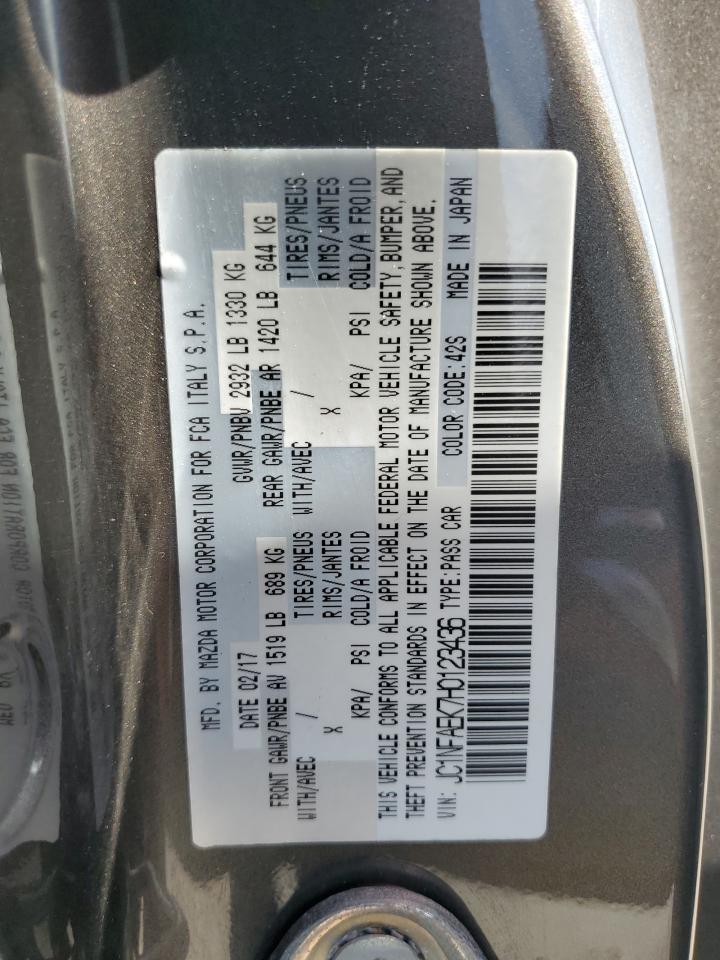 MFD. BY MAZDA MOTOR CORPORATION FOR FCA ITALY S.P.A.
DATE 02/17 GVWR/PNBV 2932 LB 1330 KG
FRONT GAWR/PNBE AV 1519 LB 689 KG REAR GAWR/PNBE AR 1420 LB 644 KG
WITH/AVEC / TIRES/PNEUS WITH/AVEC / TIRES/PNEUS
X RIMS/JANTES X RIMS/JANTES
KPA/ PSI COLD/A FROID KPA/ PSI COLD/A FROID
THIS VEHICLE CONFORMS TO ALL APPLICABLE FEDERAL MOTOR VEHICLE SAFETY, BUMPER, AND
THEFT PREVENTION STANDARDS IN EFFECT ON THE DATE OF MANUFACTURE SHOWN ABOVE.
VIN: JC1NFAEK7H0123436 TYPE:PASS CAR COLOR CODE:42S MADE IN JAPAN